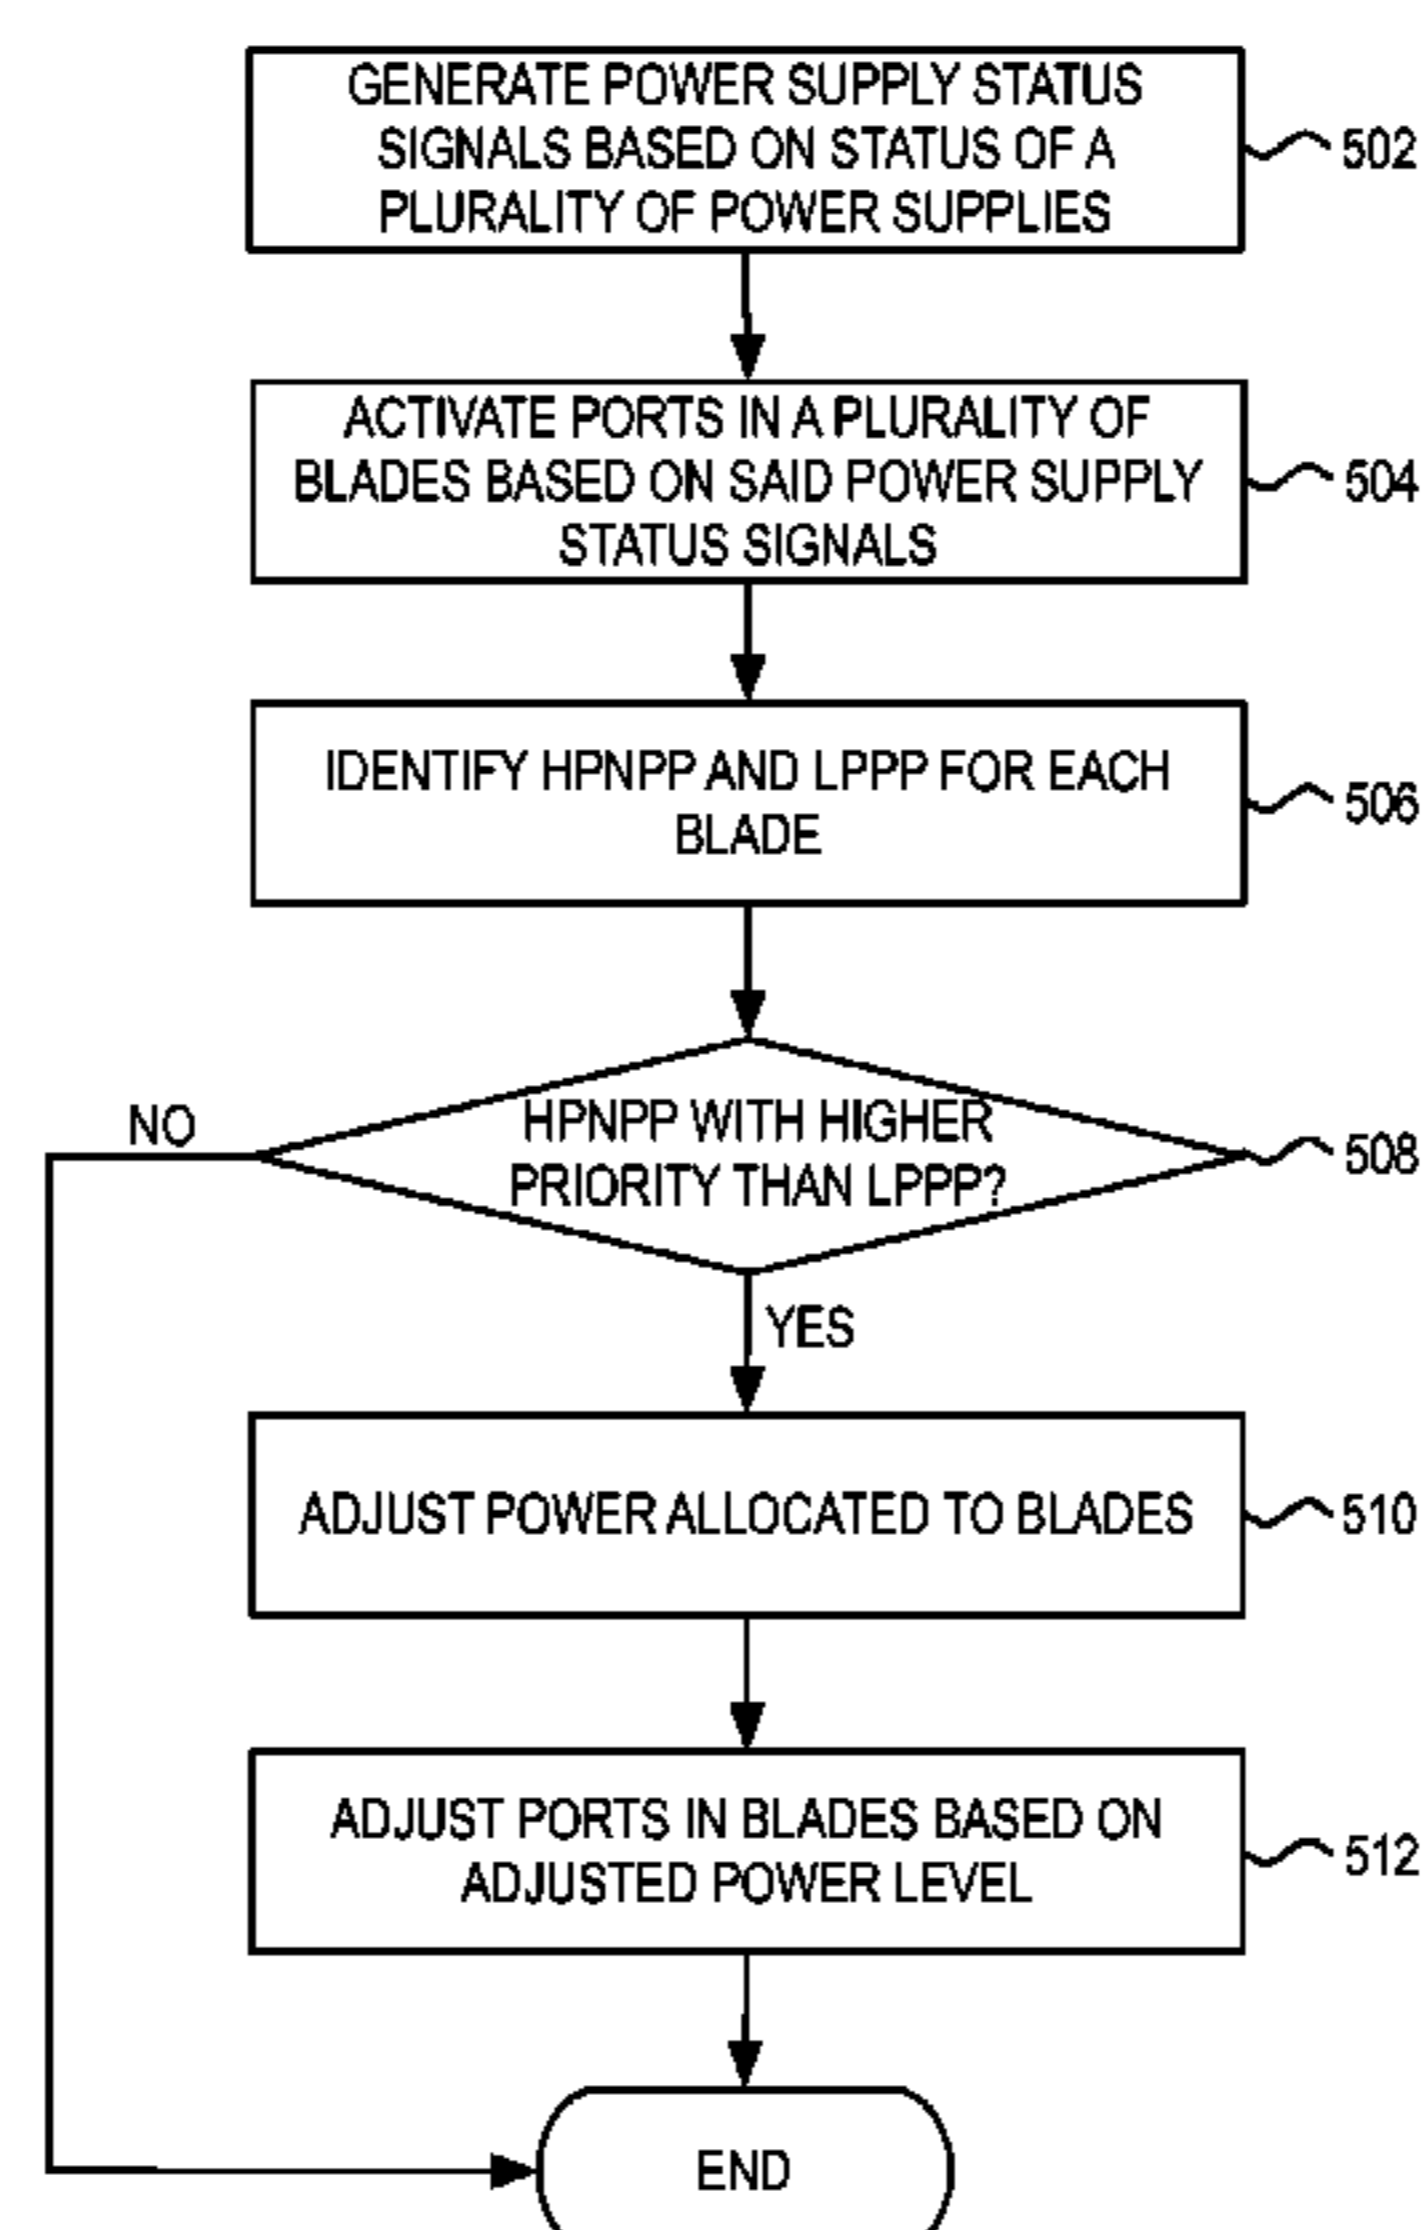 GENERATE POWER SUPPLY STATUS
SIGNALS BASED ON STATUS OF A
PLURALITY OF POWER SUPPLIES
502
ACTIVATE PORTS IN A PLURALITY OF
BLADES BASED ON SAID POWER SUPPLY
STATUS SIGNALS
504
IDENTIFY HPNPP AND LPPP FOR EACH
BLADE
506
NO
HPNPP WITH HIGHER
PRIORITY THAN LPPP?
508
YES
ADJUST POWER ALLOCATED TO BLADES
510
ADJUST PORTS IN BLADES BASED ON
ADJUSTED POWER LEVEL
512
END